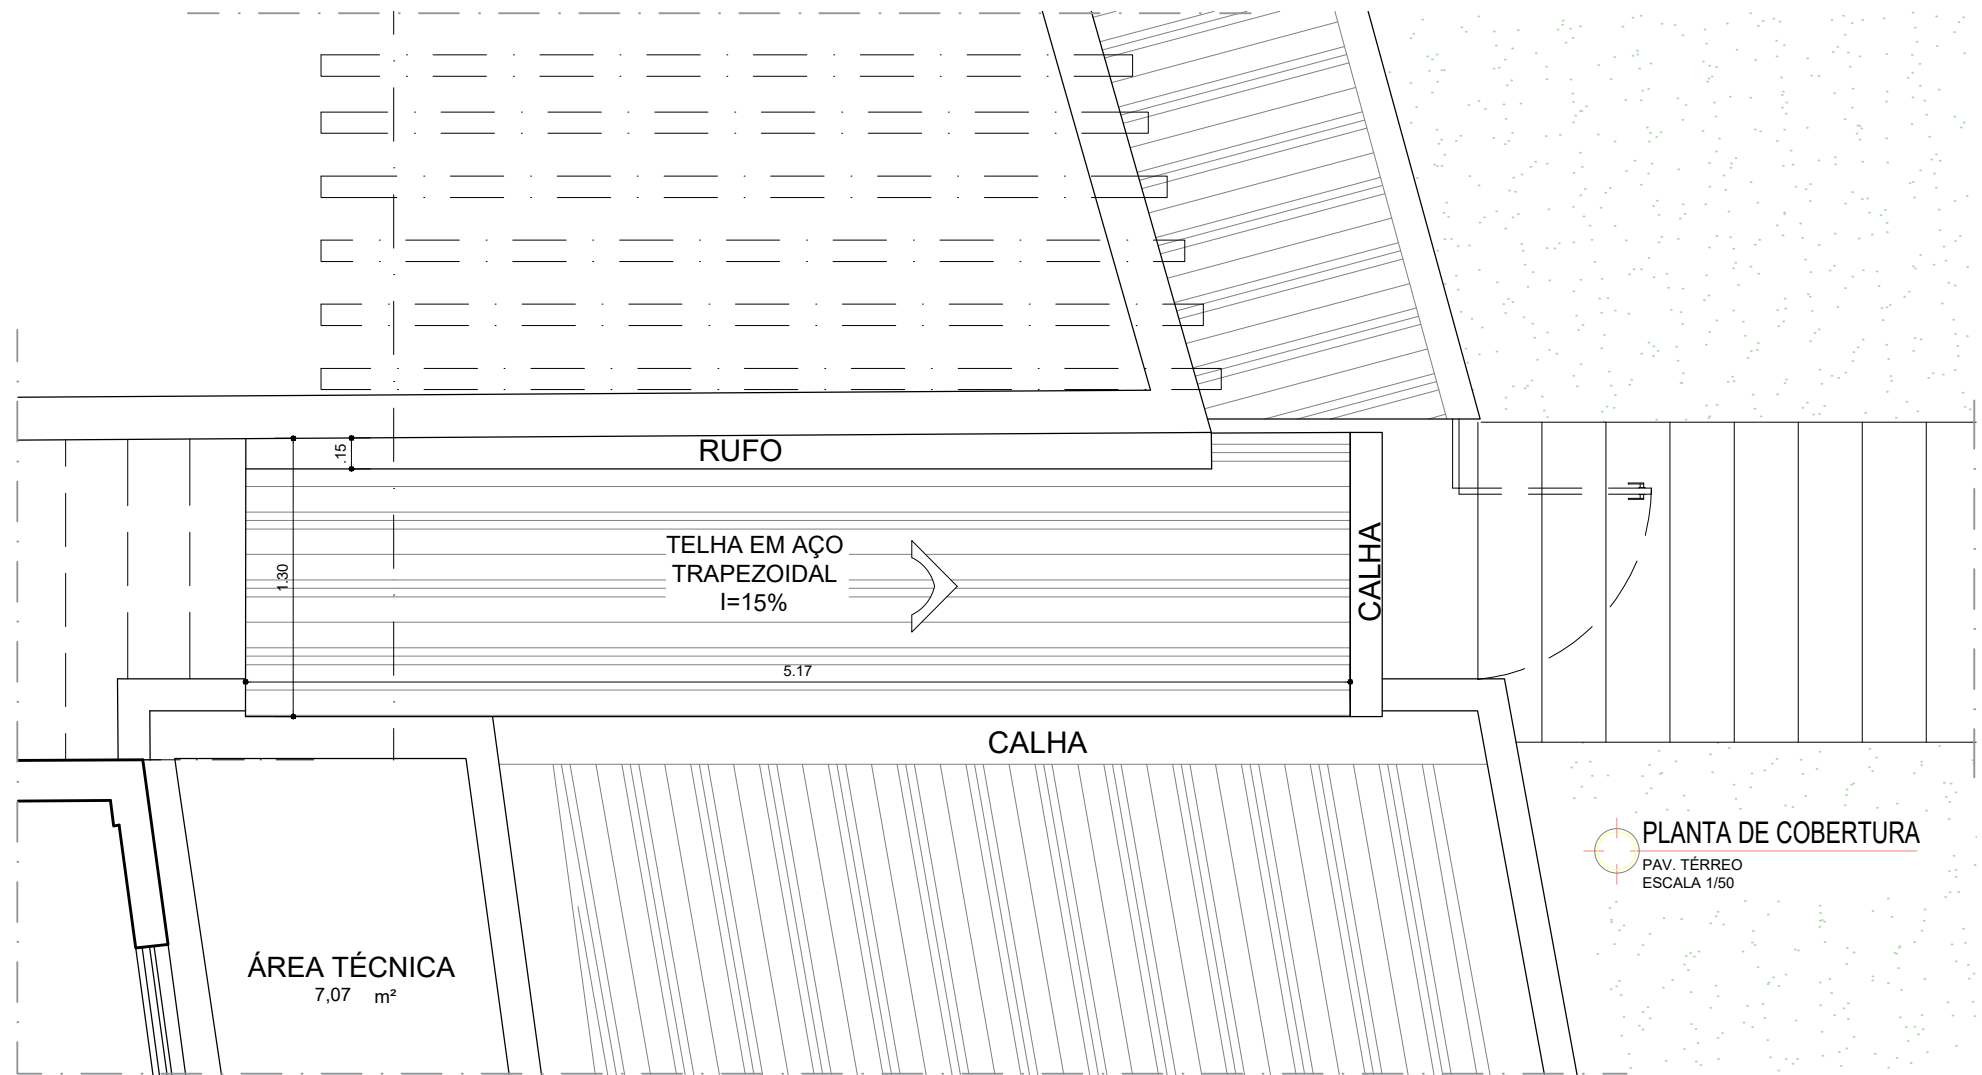 RUFO
.15
TELHA EM AÇO
TRAPEZOIDAL
I=15%
1.30
CALHA
5.17
CALHA
PLANTA DE COBERTURA
PAV. TÉRREO
ESCALA 1/50
ÁREA TÉCNICA
7,07 m²